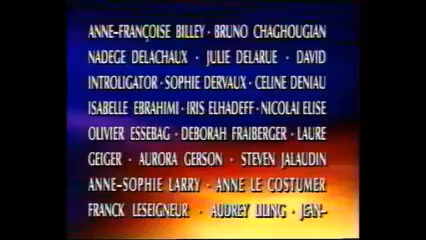 ANNE-FRANÇOISE BILLEY · BRUNO CHAGHOUGIAN
NADEGE DELACHAUX · JULIE DELARUE · DAVID
INTROLIGATOR · SOPHIE DERVAUX · CELINE DENIAU
ISABELLE EBRAHIMI · IRIS ELHADEFF · NICOLAI ELISE
OLIVIER ESSEBAG · DEBORAH FRAIBERGER · LAURE
GEIGER · AURORA GERSON · STEVEN JALAUDIN
ANNE-SOPHIE LARRY · ANNE LE COSTUMER
FRANCK LESEIGNEUR · AUDREY LILING · JEAN-